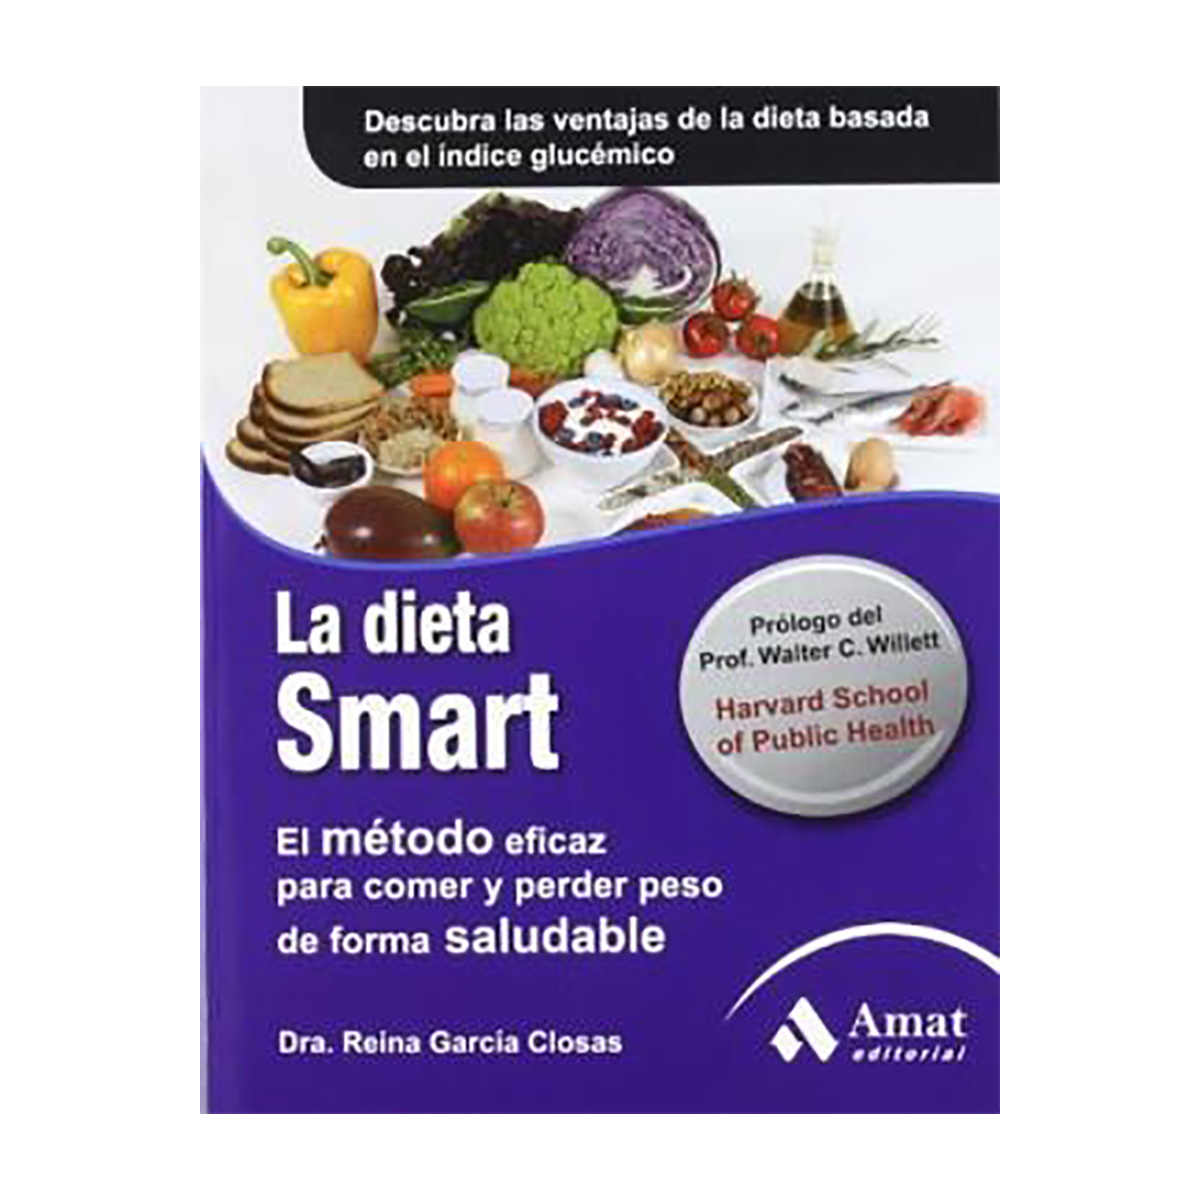 Descubra las ventajas de la dieta basada
en el índice glucémico
La dieta
Smart
Prólogo del
Prof. Walter C. Willett
Harvard School
of Public Health
El método eficaz
para comer y perder peso
de forma saludable
Dra. Reina García Closas
Amat
editorial